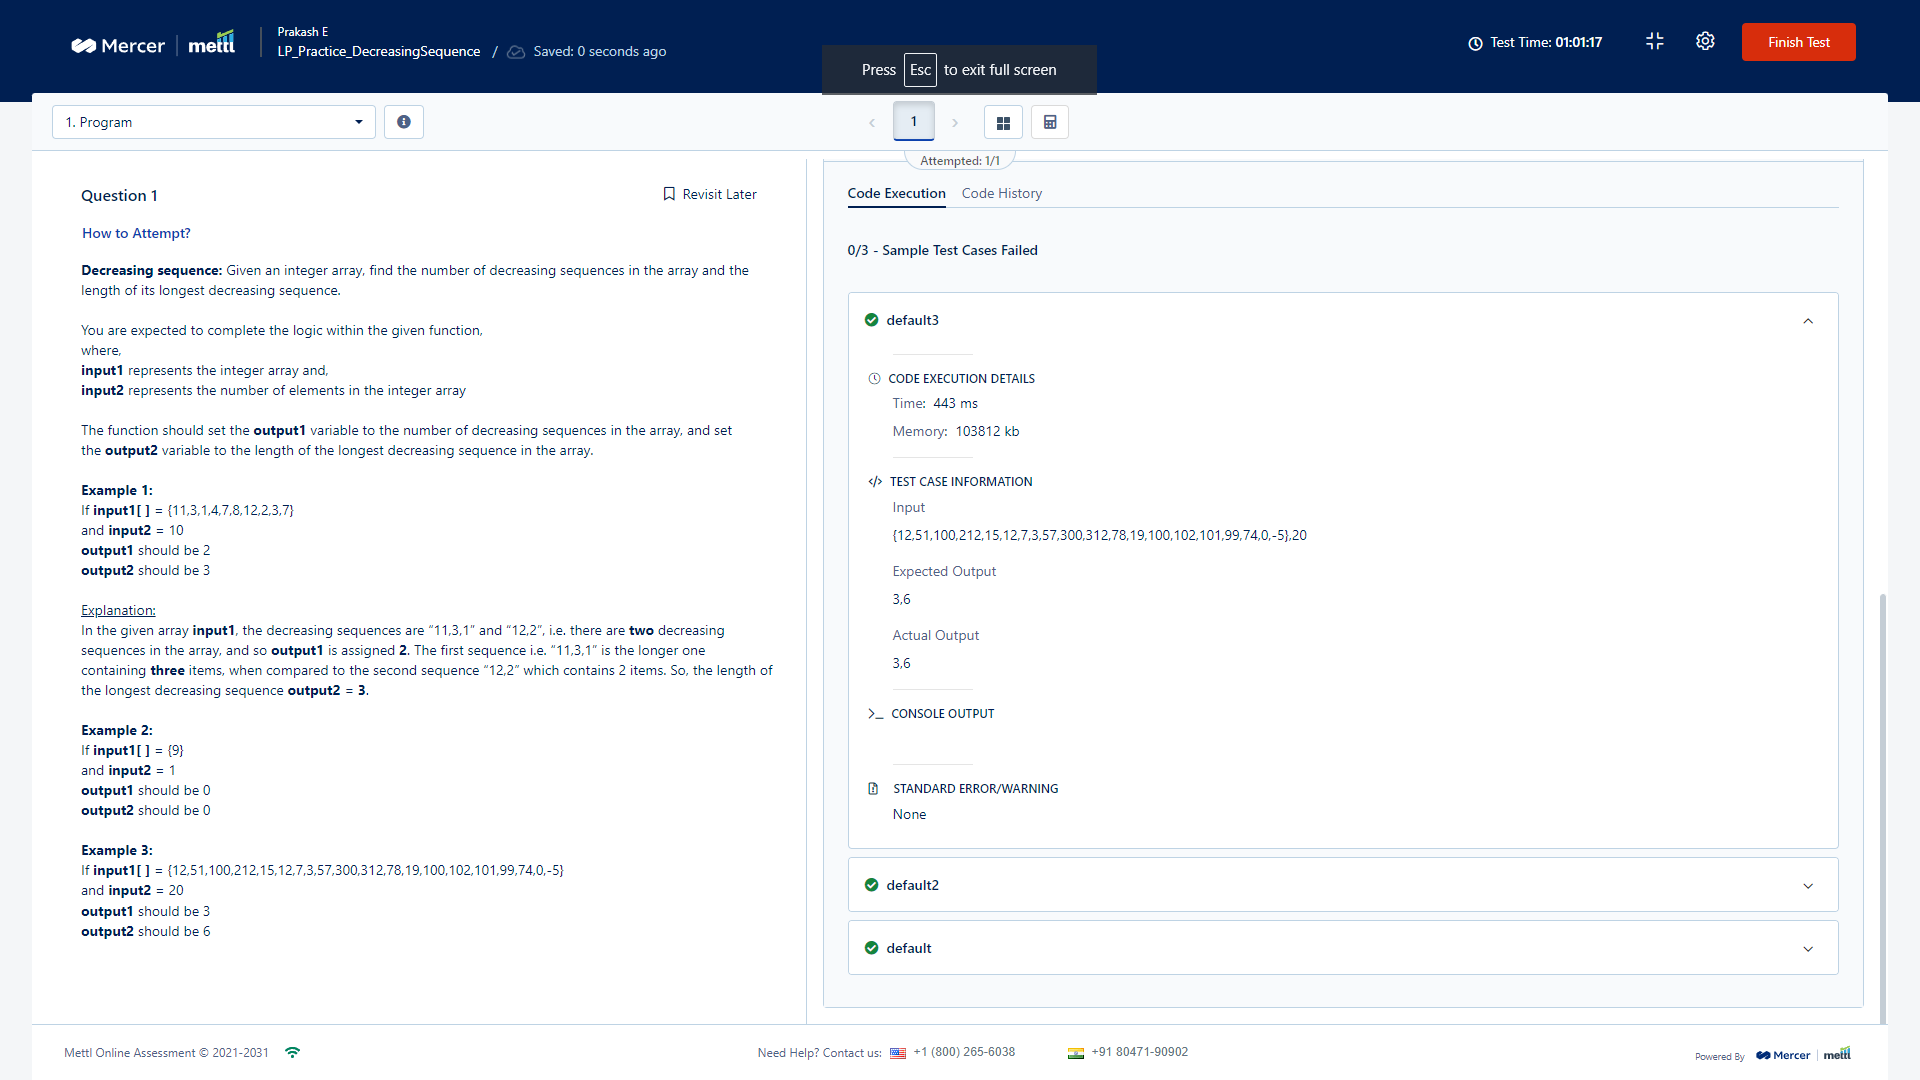 Mercer | mettl
Prakash E
LP_Practice_DecreasingSequence / Saved: 0 seconds ago
Press Esc to exit full screen
Test Time: 01:01:17
Finish Test
1. Program
1
Attempted: 1/1
Question 1
Revisit Later
How to Attempt?
Decreasing sequence: Given an integer array, find the number of decreasing sequences in the array and the
length of its longest decreasing sequence.
You are expected to complete the logic within the given function,
where,
input1 represents the integer array and,
input2 represents the number of elements in the integer array
The function should set the output1 variable to the number of decreasing sequences in the array, and set
the output2 variable to the length of the longest decreasing sequence in the array.
Example 1:
If input1[ ] = {11,3,1,4,7,8,12,2,3,7}
and input2 = 10
output1 should be 2
output2 should be 3
Explanation:
In the given array input1, the decreasing sequences are “11,3,1” and “12,2”, i.e. there are two decreasing
sequences in the array, and so output1 is assigned 2. The first sequence i.e. “11,3,1” is the longer one
containing three items, when compared to the second sequence “12,2” which contains 2 items. So, the length of
the longest decreasing sequence output2 = 3.
Example 2:
If input1[ ] = {9}
and input2 = 1
output1 should be 0
output2 should be 0
Example 3:
If input1[ ] = {12,51,100,212,15,12,7,3,57,300,312,78,19,100,102,101,99,74,0,-5}
and input2 = 20
output1 should be 3
output2 should be 6
Code Execution
Code History
0/3 - Sample Test Cases Failed
default3
CODE EXECUTION DETAILS
Time: 443 ms
Memory: 103812 kb
TEST CASE INFORMATION
Input
{12,51,100,212,15,12,7,3,57,300,312,78,19,100,102,101,99,74,0,-5},20
Expected Output
3,6
Actual Output
3,6
CONSOLE OUTPUT
STANDARD ERROR/WARNING
None
default2
default
Mettl Online Assessment © 2021-2031
Need Help? Contact us: +1 (800) 265-6038
+91 80471-90902
Powered By Mercer | mettl